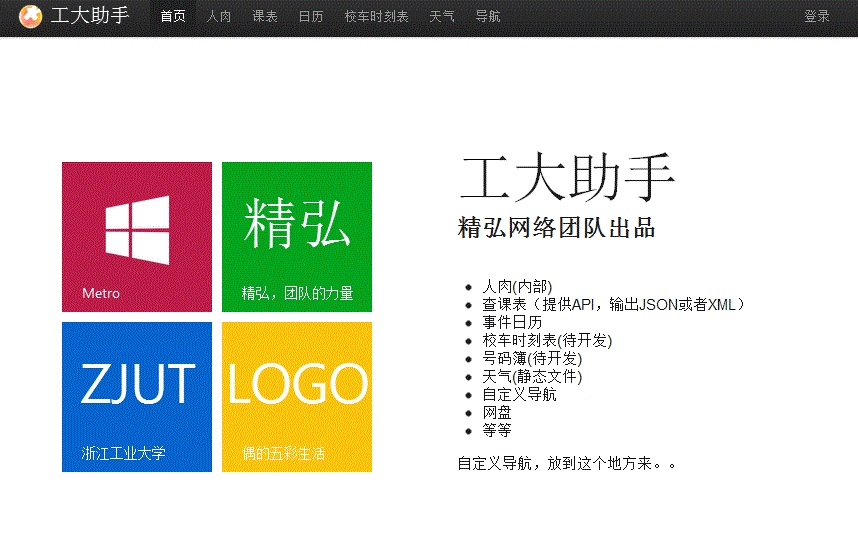 工大助手 首页 人肉 课表 日历 校车时刻表 天气 导航 登录
Metro
精弘
精弘，团队的力量
ZJUT
浙江工业大学
LOGO
偶的五彩生活
工大助手
精弘网络团队出品
人肉(内部)
查课表（提供API，输出JSON或者XML）
事件日历
校车时刻表(待开发)
号码簿(待开发)
天气(静态文件)
自定义导航
网盘
等等
自定义导航，放到这个地方来。。